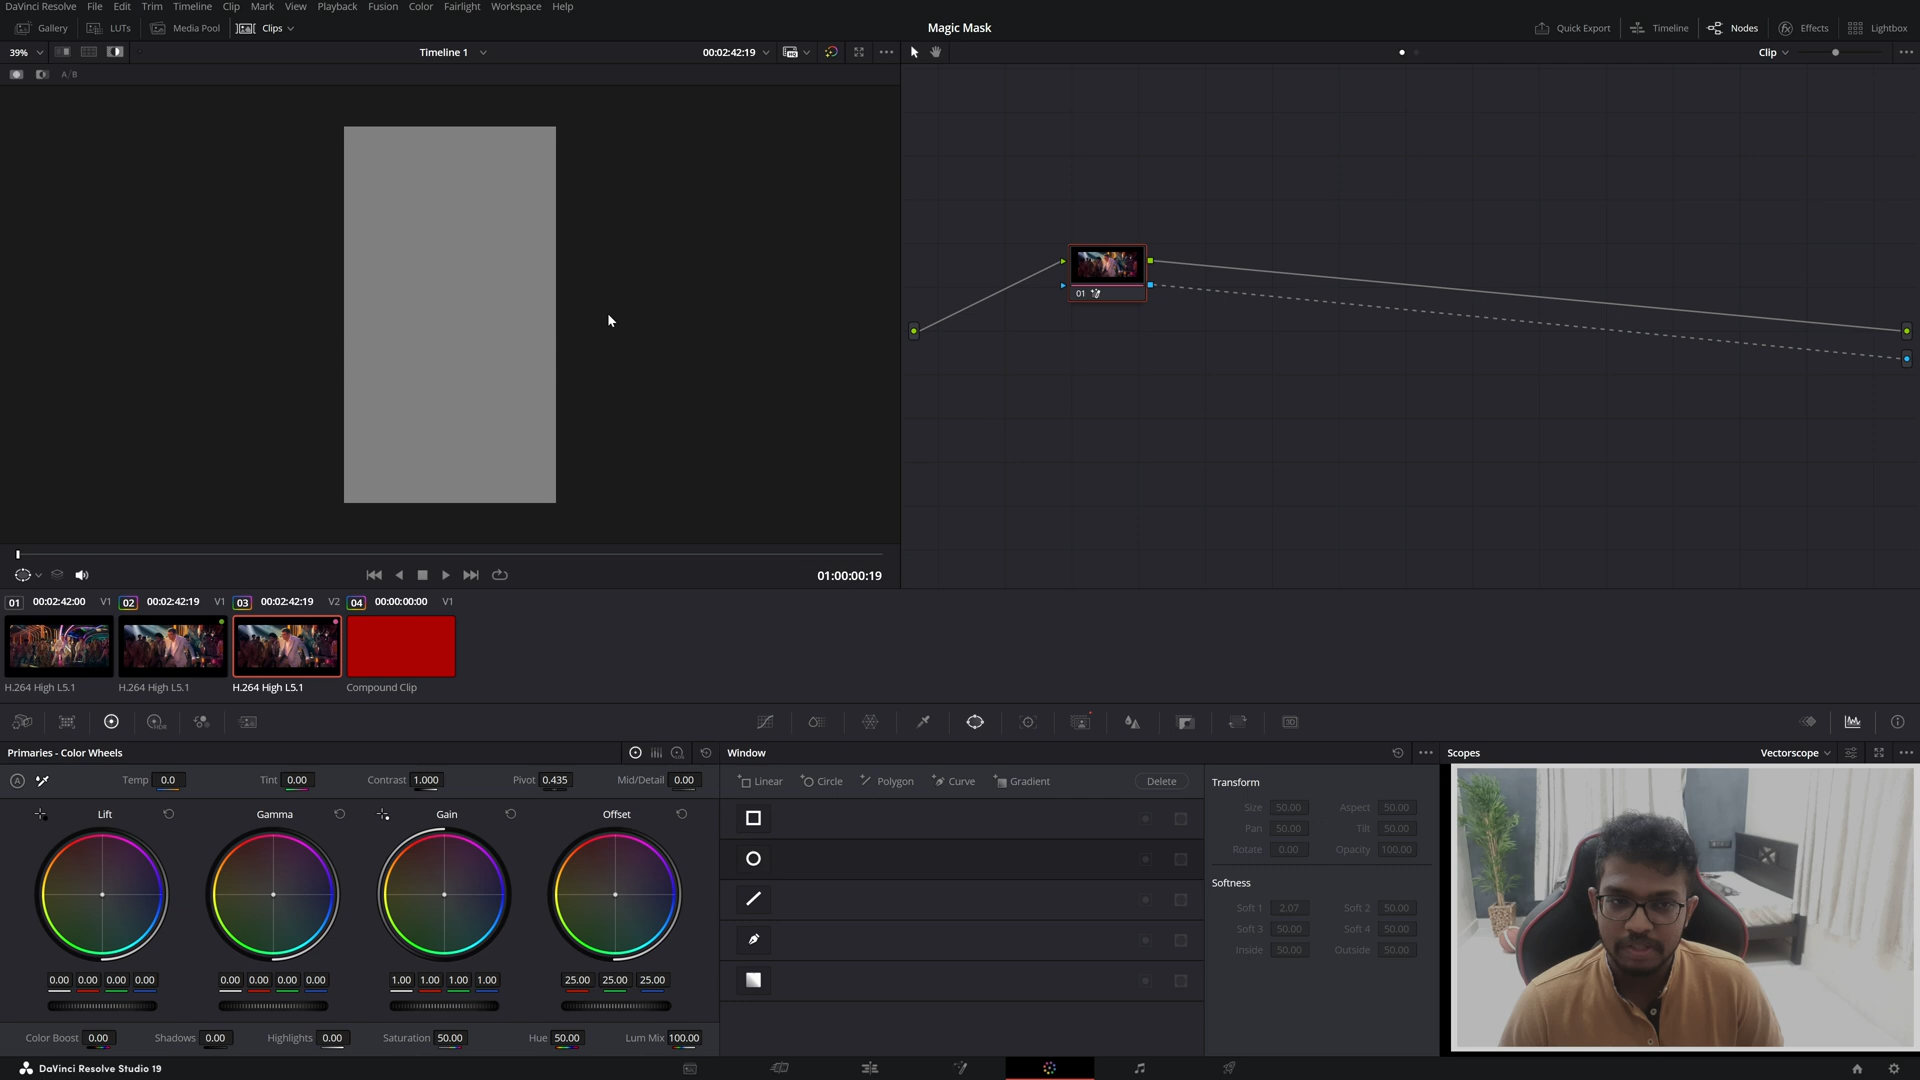 DaVinci Resolve File Edit Trim Timeline Clip Mark View Playback Fusion Color Fairlight Workspace Help
Gallery LUTs Media Pool Clips Magic Mask Quick Export Timeline Nodes Effects Lightbox
39% Timeline 1 00:02:42:19 Clip
A/B
01
01:00:00:19
01 00:02:42:00 V1 02 00:02:42:19 V1 03 00:02:42:19 V2 04 00:00:00:00 V1
H.264 High L5.1 H.264 High L5.1 H.264 High L5.1 Compound Clip
HDR 3D
Primaries - Color Wheels Window Scopes Vectorscope
A Temp 0.0 Tint 0.00 Contrast 1.000 Pivot 0.435 Mid/Detail 0.00 Linear Circle Polygon Curve Gradient Delete Transform
Size 50.00 Aspect 50.00
Lift Gamma Gain Offset Pan 50.00 Tilt 50.00
Rotate 0.00 Opacity 100.00
Softness
Soft 1 2.07 Soft 2 50.00
Soft 3 50.00 Soft 4 50.00
Inside 50.00 Outside 50.00
0.00 0.00 0.00 0.00 0.00 0.00 0.00 0.00 1.00 1.00 1.00 1.00 25.00 25.00 25.00
Color Boost 0.00 Shadows 0.00 Highlights 0.00 Saturation 50.00 Hue 50.00 Lum Mix 100.00
DaVinci Resolve Studio 19